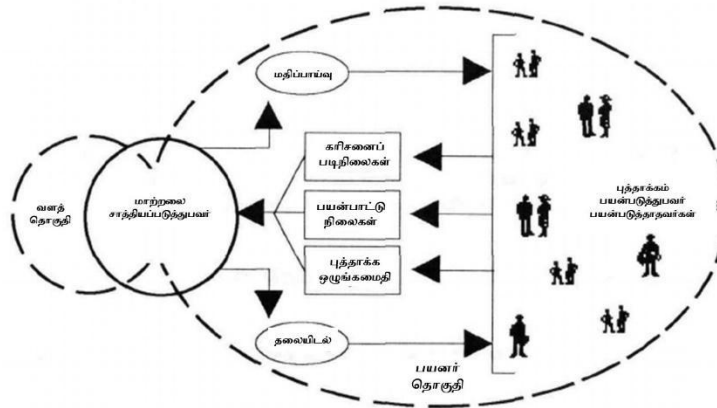 மதிப்பாய்வு
கரிசனைப்
படிநிலைகள்
வளத்
தொகுதி
மாற்றலை
சாத்தியப்படுத்துபவர்
பயன்பாட்டு
நிலைகள்
புத்தாக்கம்
பயன்படுத்துபவர்
பயன்படுத்தாதவர்கள்
புத்தாக்க
ஒழுங்கமைதி
தலையிடல்
பயனர்
தொகுதி